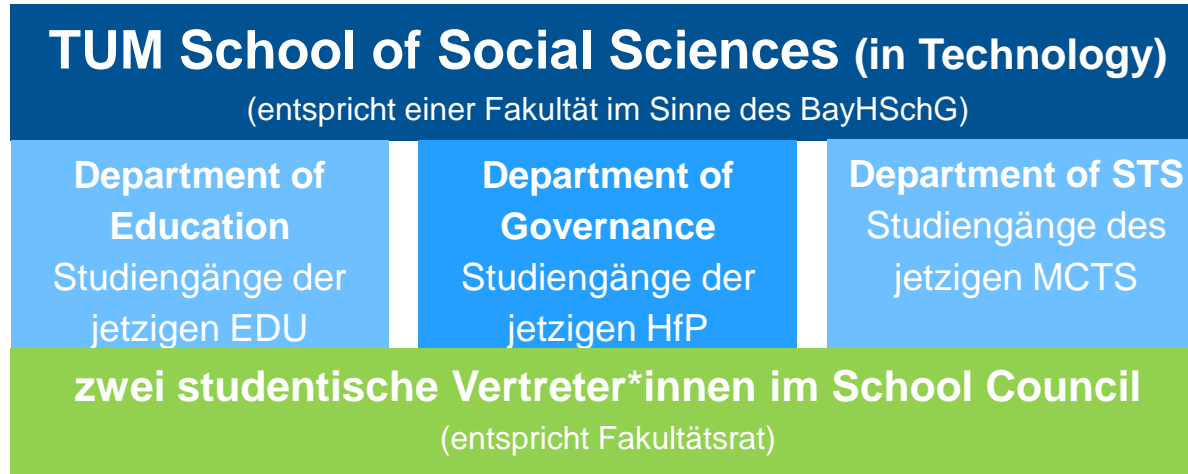 TUM School of Social Sciences (in Technology)
(entspricht einer Fakultät im Sinne des BayHSchG)
Department of
Education
Studiengänge der
jetzigen EDU
Department of
Governance
Studiengänge der
jetzigen HfP
Department of STS
Studiengänge des
jetzigen MCTS
zwei studentische Vertreter*innen im School Council
(entspricht Fakultätsrat)